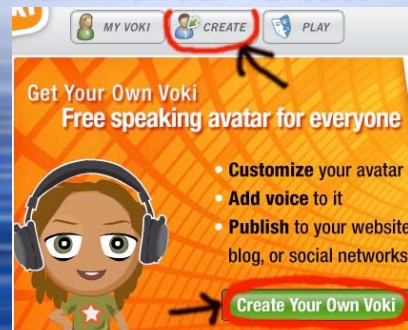 MY VOKI CREATE PLAY
Get Your Own Voki
Free speaking avatar for everyone
• Customize your avatar
• Add voice to it
• Publish to your website
blog, or social networks
Create Your Own Voki